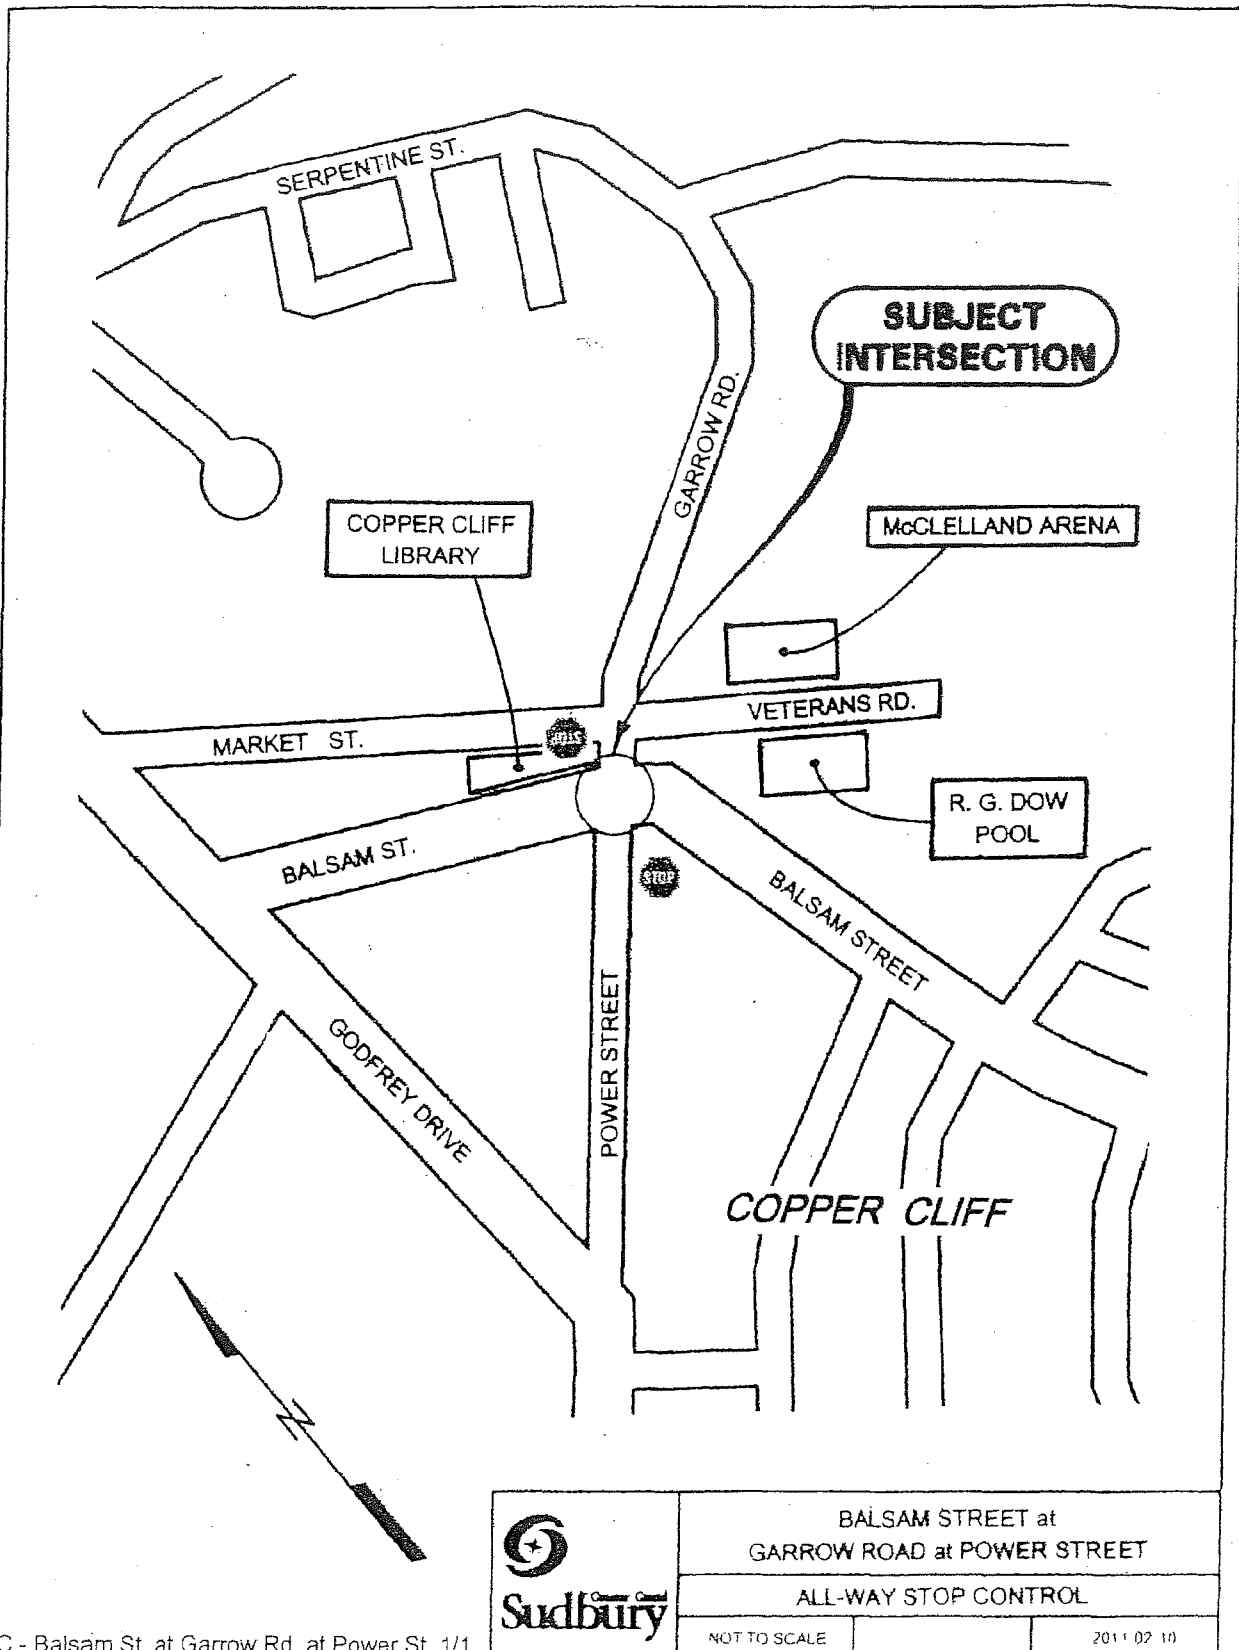 SERPENTINE ST.
SUBJECT
INTERSECTION
GARROW RD.
COPPER CLIFF
LIBRARY
McCLELLAND ARENA
VETERANS RD.
MARKET ST.
STOP
R. G. DOW
POOL
BALSAM ST.
STOP
BALSAM STREET
POWER STREET
GODFREY DRIVE
COPPER CLIFF
N
BALSAM STREET at
GARROW ROAD at POWER STREET
ALL-WAY STOP CONTROL
Sudbury
NOT TO SCALE
2011 02 10
C - Balsam St. at Garrow Rd. at Power St. 1/1